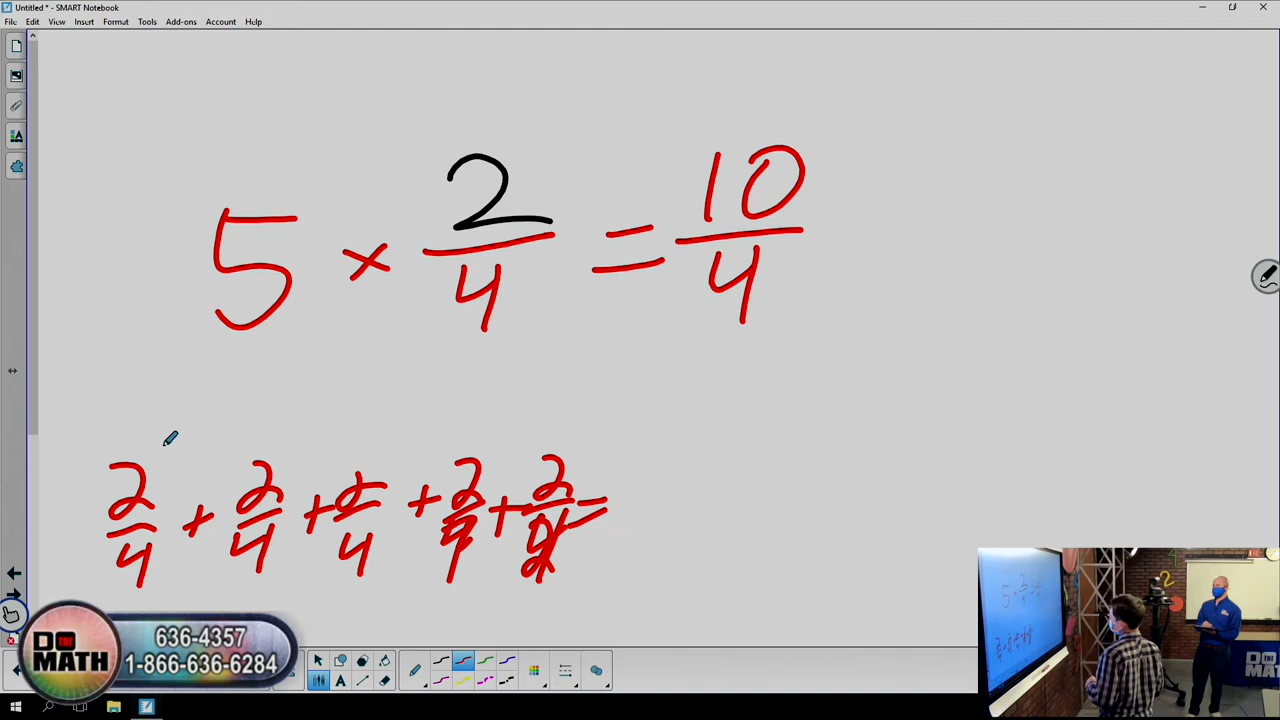 Untitled * - SMART Notebook
File Edit View Insert Format Tools Add-ons Account Help
5 × 2/4 = 10/4
2/4 + 2/4 + 2/4 + 2/4 + 2/4 =
DO THE MATH
636-4357
1-866-636-6284